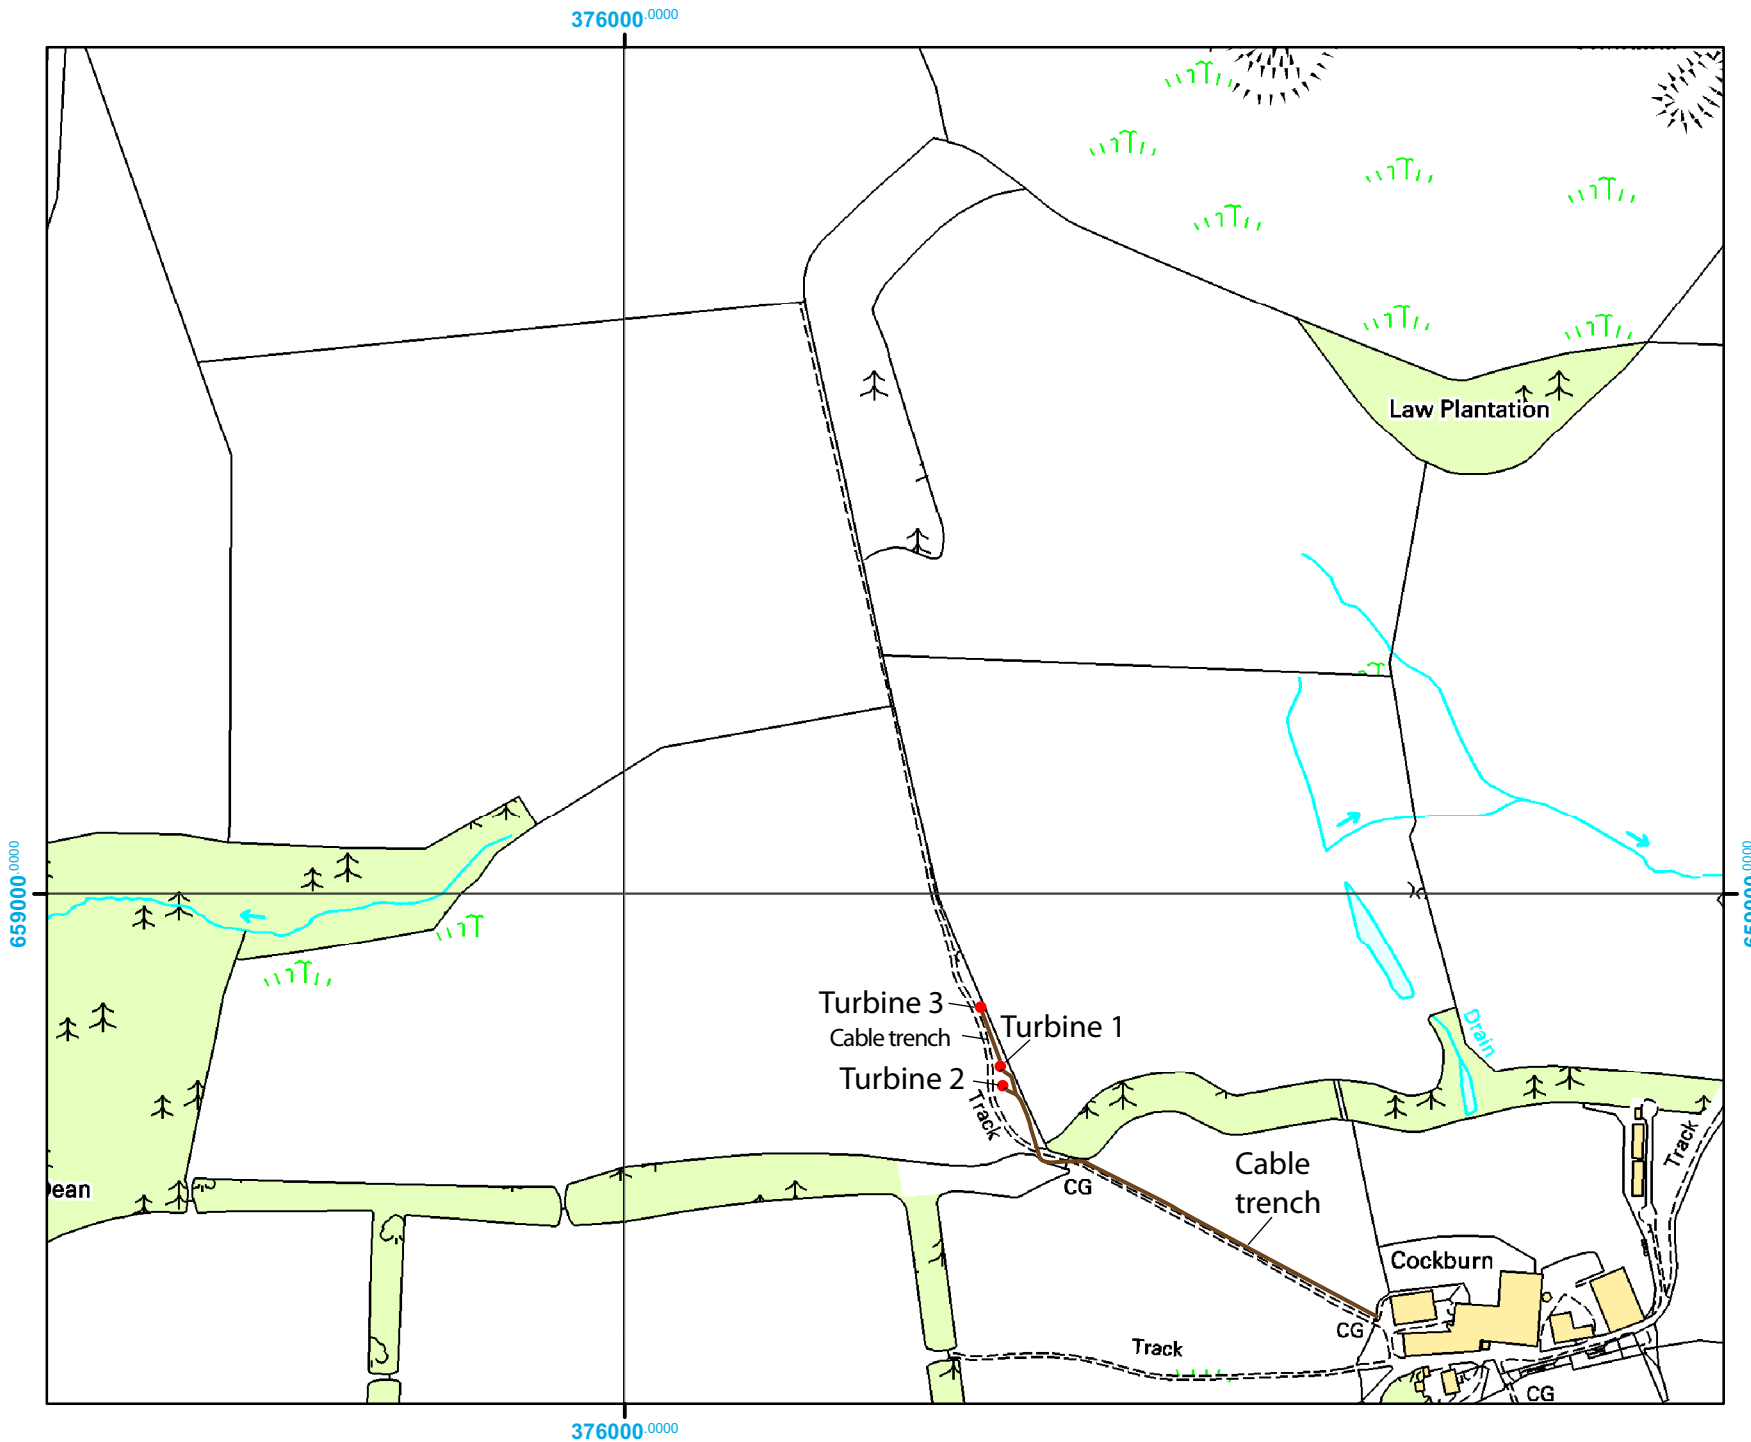 376000.0000
Law Plantation
659000.0000
Turbine 3
Turbine 1
Cable trench
Turbine 2
Track
Drain
Track
Cable
trench
CG
Cockburn
CG
Track
CG
376000.0000